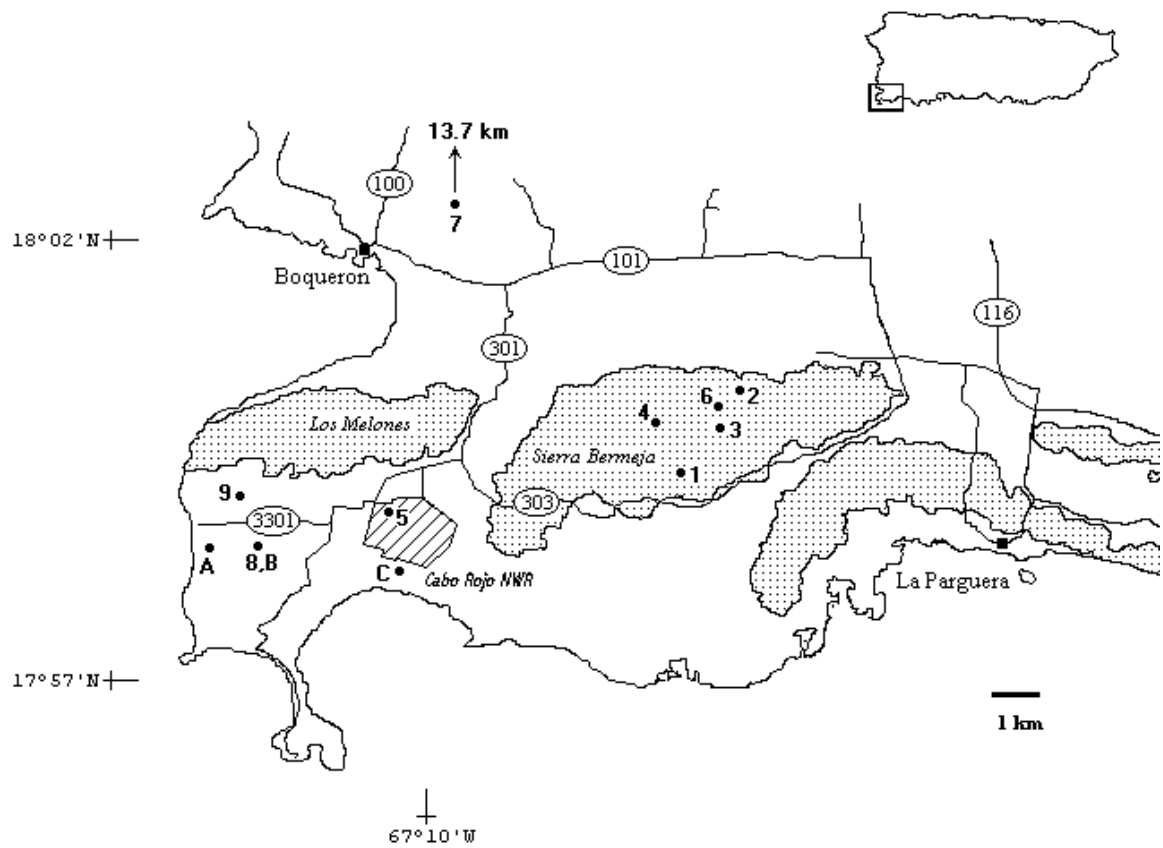 13.7 km
100
7
18°02'N
Boqueron
101
116
301
2
6
4
3
Los Melones
Sierra Bermeja
1
9
303
5
3301
A
8,B
C
Cabo Rojo NWR
La Parguera
17°57'N
1 km
67°10'W